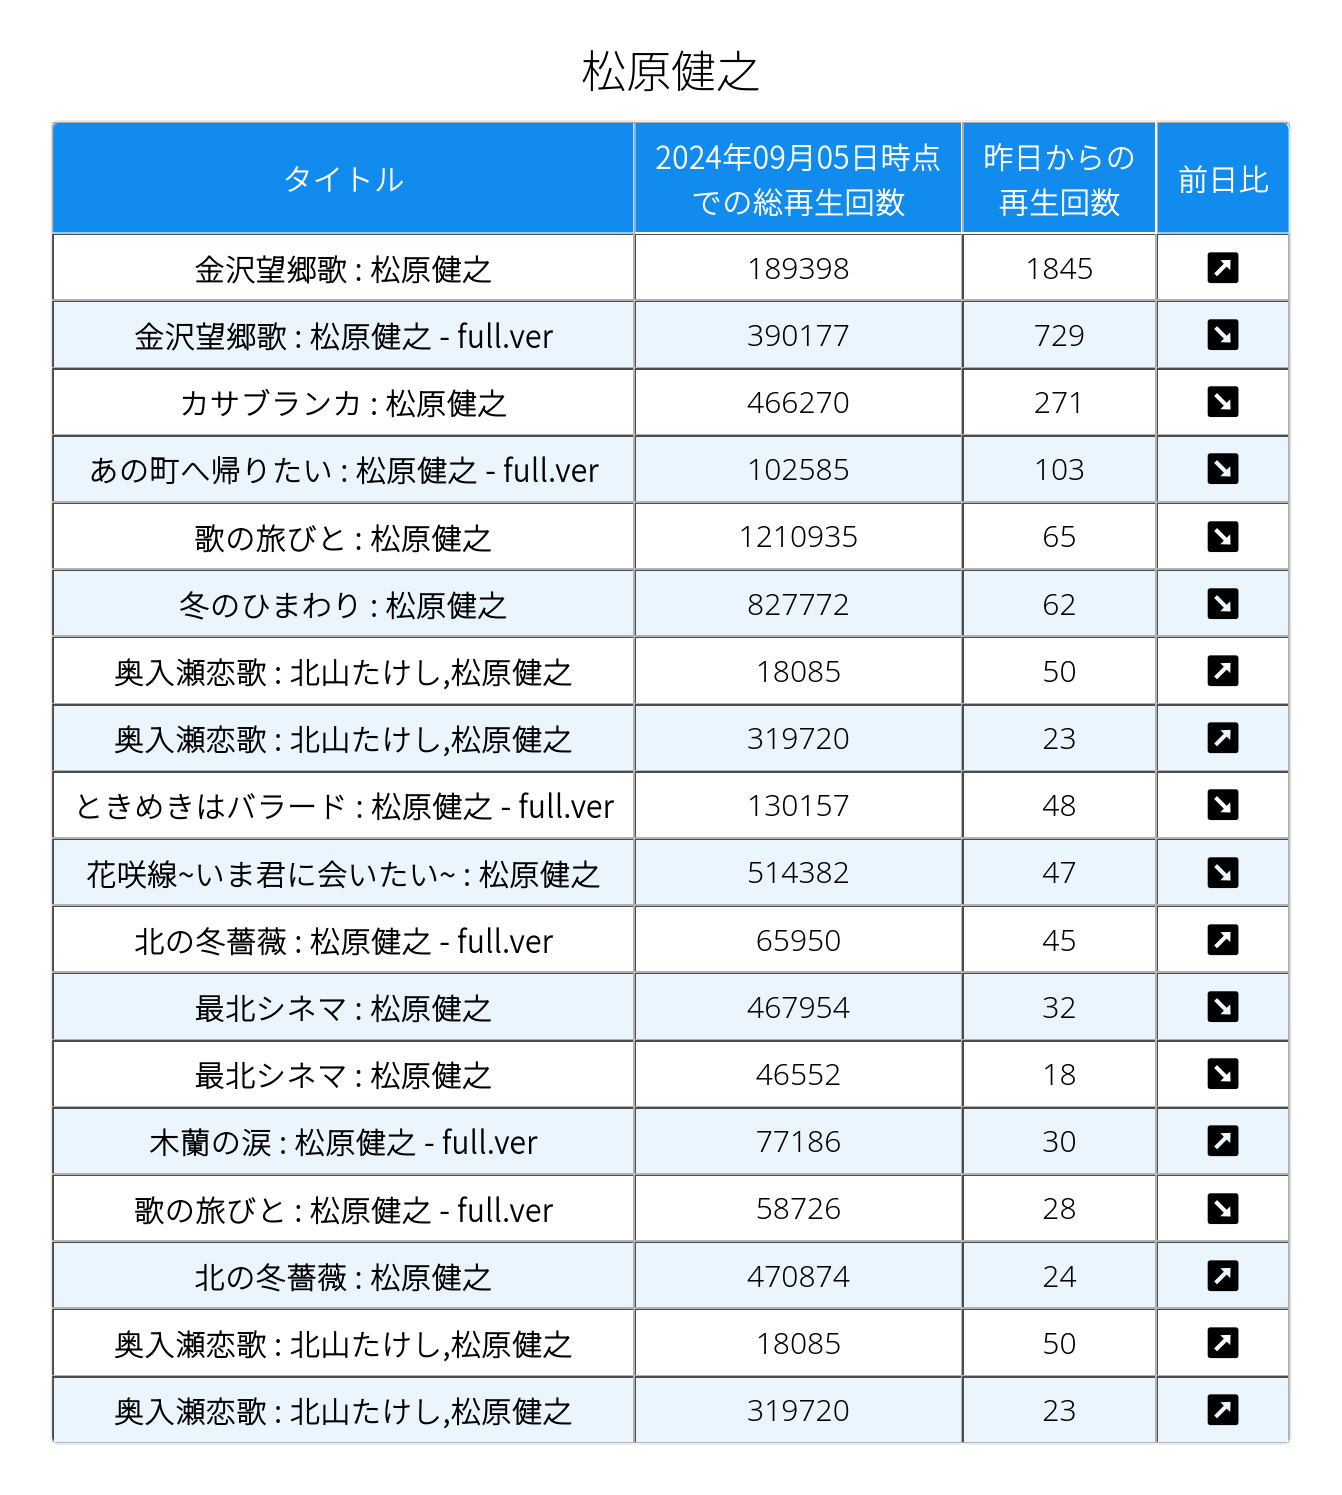 松原健之
タイトル 2024年09月05日時点 昨日からの 前日比
での総再生回数 再生回数
金沢望郷歌 : 松原健之 189398 1845 ↗
金沢望郷歌 : 松原健之 - full.ver 390177 729 ↘
カサブランカ : 松原健之 466270 271 ↘
あの町へ帰りたい : 松原健之 - full.ver 102585 103 ↘
歌の旅びと : 松原健之 1210935 65 ↘
冬のひまわり : 松原健之 827772 62 ↘
奥入瀬恋歌 : 北山たけし,松原健之 18085 50 ↗
奥入瀬恋歌 : 北山たけし,松原健之 319720 23 ↗
ときめきはバラード : 松原健之 - full.ver 130157 48 ↘
花咲線~いま君に会いたい~ : 松原健之 514382 47 ↘
北の冬薔薇 : 松原健之 - full.ver 65950 45 ↗
最北シネマ : 松原健之 467954 32 ↘
最北シネマ : 松原健之 46552 18 ↘
木蘭の涙 : 松原健之 - full.ver 77186 30 ↗
歌の旅びと : 松原健之 - full.ver 58726 28 ↘
北の冬薔薇 : 松原健之 470874 24 ↗
奥入瀬恋歌 : 北山たけし,松原健之 18085 50 ↗
奥入瀬恋歌 : 北山たけし,松原健之 319720 23 ↗